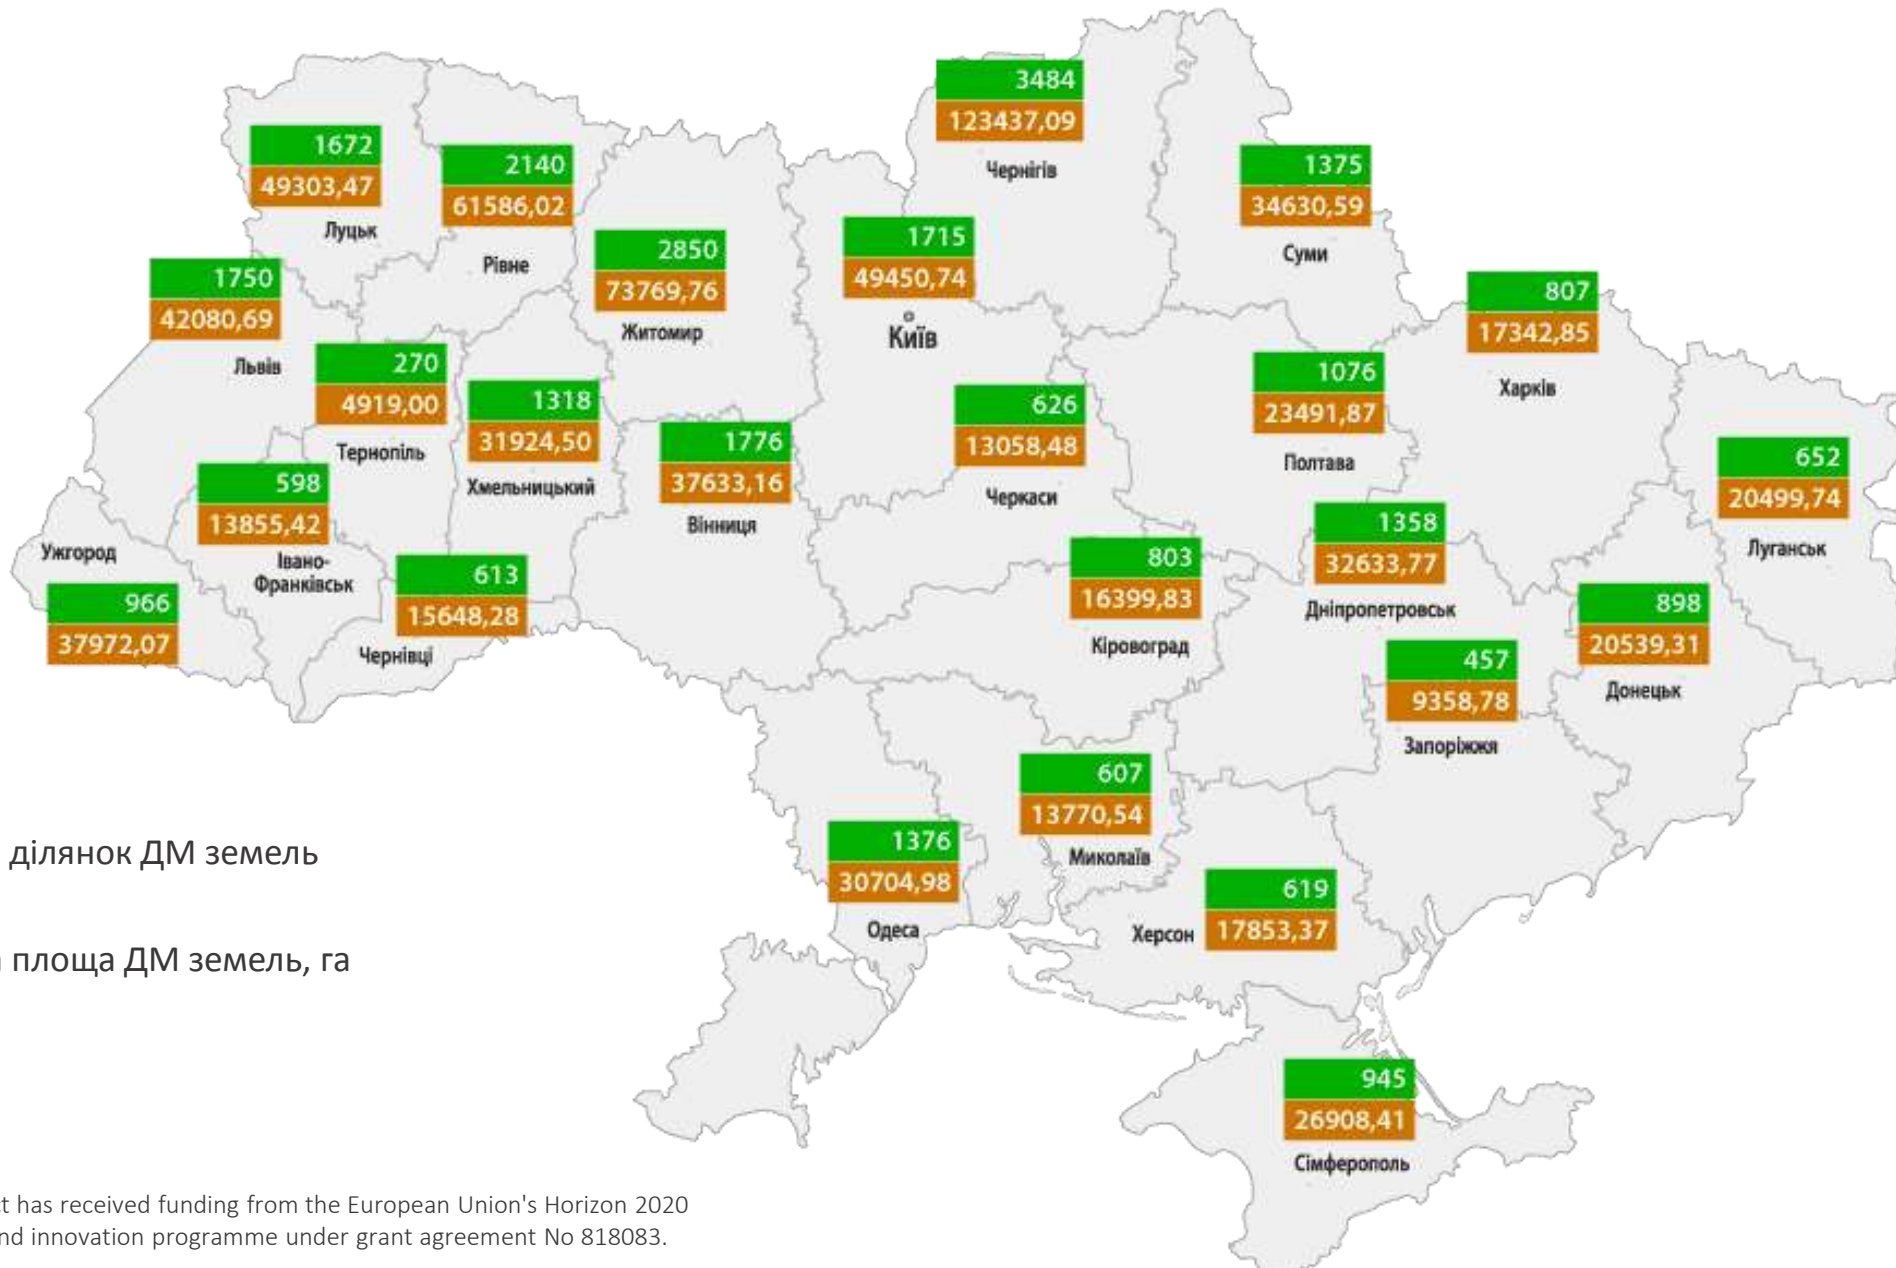 3484
123437,09
Чернігів
1672
49303,47
Луцьк
2140
61586,02
Рівне
1375
34630,59
Суми
2850
73769,76
Житомир
1715
49450,74
Київ
1750
42080,69
Львів
807
17342,85
Харків
270
4919,00
Тернопіль
1318
31924,50
Хмельницький
626
13058,48
Черкаси
1076
23491,87
Полтава
1776
37633,16
Вінниця
652
20499,74
Луганськ
598
13855,42
Івано-
Франківськ
1358
32633,77
Дніпропетровськ
Ужгород
966
37972,07
613
15648,28
Чернівці
803
16399,83
Кіровоград
898
20539,31
Донецьк
457
9358,78
Запоріжжя
607
13770,54
Миколаїв
1376
30704,98
Одеса
619
17853,37
Херсон
ділянок ДМ земель
площа ДМ земель, га
945
26908,41
Сімферополь
has received funding from the European Union's Horizon 2020
innovation programme under grant agreement No 818083.